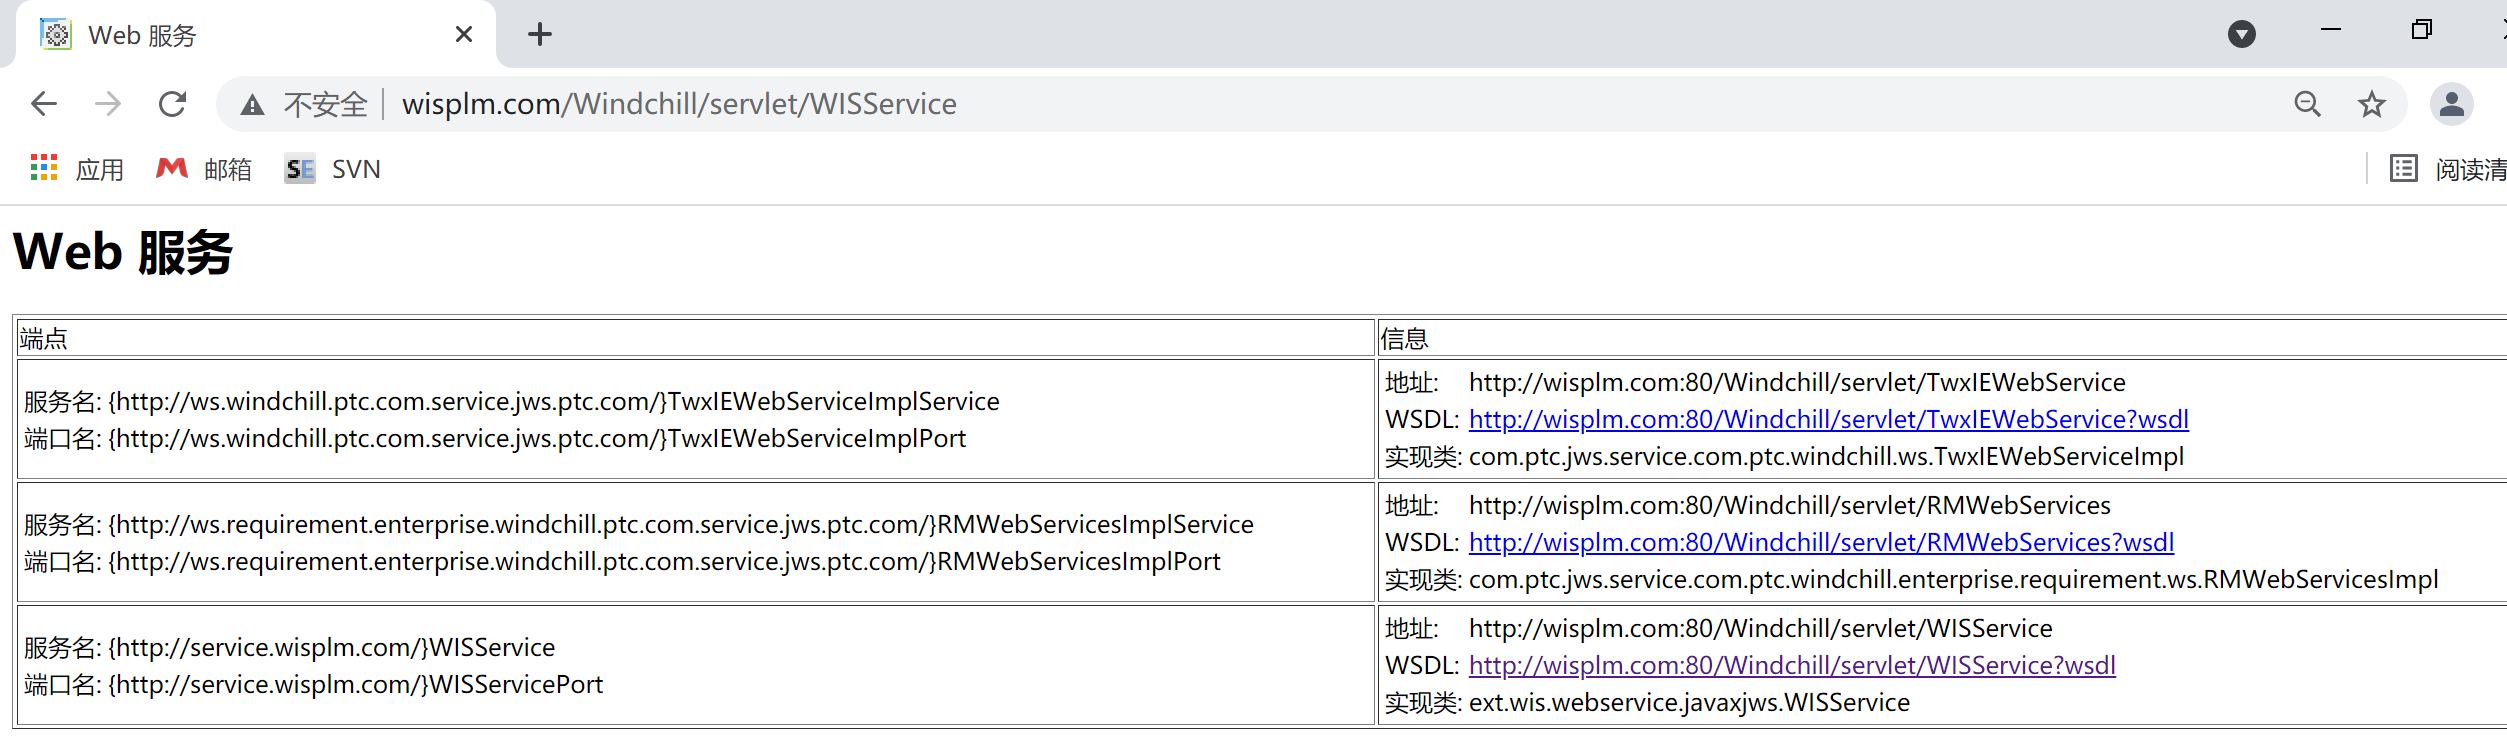 Web 服务
不安全 | wisplm.com/Windchill/servlet/WISService
应用 邮箱 SVN 阅读清
Web 服务
端点 信息
服务名: {http://ws.windchill.ptc.com.service.jws.ptc.com/}TwxIEWebServiceImplService
端口名: {http://ws.windchill.ptc.com.service.jws.ptc.com/}TwxIEWebServiceImplPort
地址: http://wisplm.com:80/Windchill/servlet/TwxIEWebService
WSDL: http://wisplm.com:80/Windchill/servlet/TwxIEWebService?wsdl
实现类: com.ptc.jws.service.com.ptc.windchill.ws.TwxIEWebServiceImpl
服务名: {http://ws.requirement.enterprise.windchill.ptc.com.service.jws.ptc.com/}RMWebServicesImplService
端口名: {http://ws.requirement.enterprise.windchill.ptc.com.service.jws.ptc.com/}RMWebServicesImplPort
地址: http://wisplm.com:80/Windchill/servlet/RMWebServices
WSDL: http://wisplm.com:80/Windchill/servlet/RMWebServices?wsdl
实现类: com.ptc.jws.service.com.ptc.windchill.enterprise.requirement.ws.RMWebServicesImpl
服务名: {http://service.wisplm.com/}WISService
端口名: {http://service.wisplm.com/}WISServicePort
地址: http://wisplm.com:80/Windchill/servlet/WISService
WSDL: http://wisplm.com:80/Windchill/servlet/WISService?wsdl
实现类: ext.wis.webservice.javaxjws.WISService